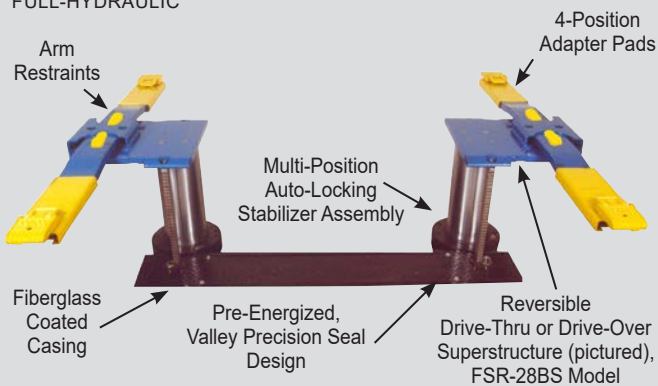 FULL-HYDRAULIC
Arm
Restraints
4-Position
Adapter Pads
Multi-Position
Auto-Locking
Stabilizer Assembly
Fiberglass
Coated
Casing
Pre-Energized,
Valley Precision Seal
Design
Reversible
Drive-Thru or Drive-Over
Superstructure (pictured),
FSR-28BS Model